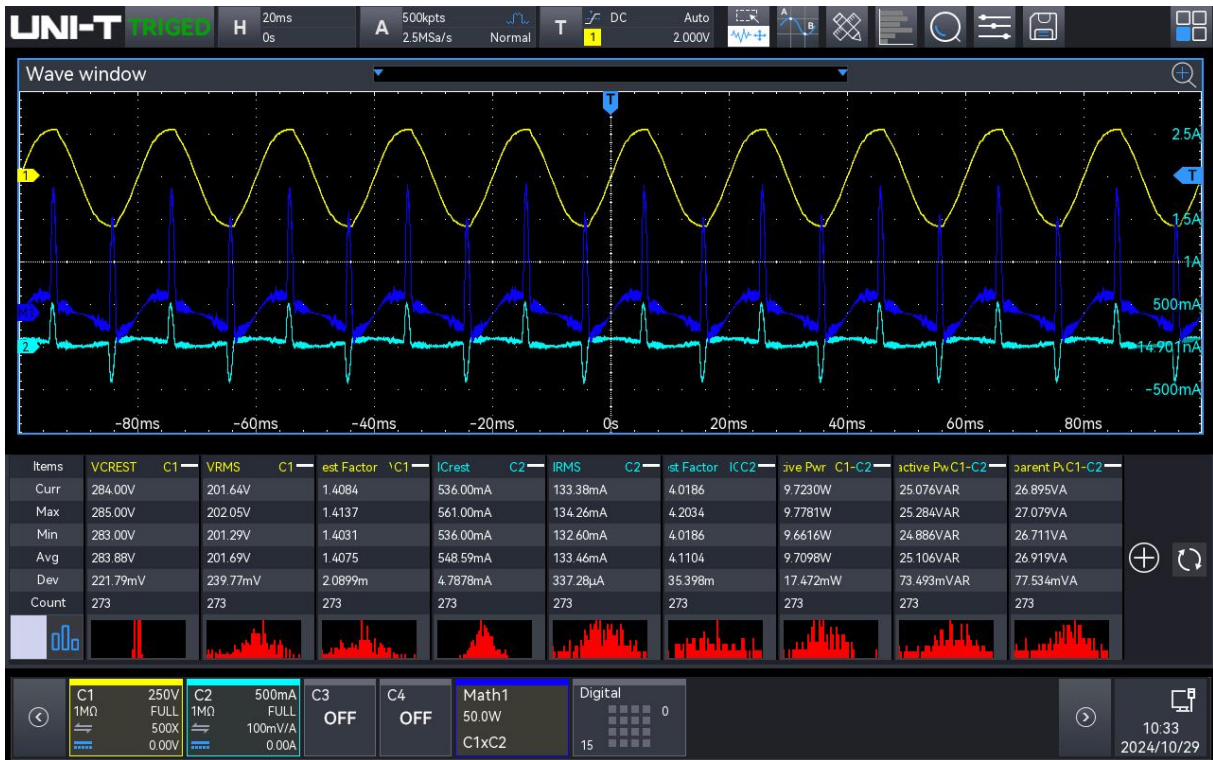 UNI-T TRIGED H 20ms 0s A 500kpts 2.5MSa/s Normal T 1 DC Auto 2.000V A B
Wave window
T
2.5A
1 T
1.5A
1A
500mA
2 14.901nA
-500mA
-80ms -60ms -40ms -20ms 0s 20ms 40ms 60ms 80ms
Items VCREST C1 VRMS C1 est Factor C1 ICrest C2 IRMS C2 st Factor C2 tive Pwr C1-C2 active Pw C1-C2 parent C1-C2
Curr 284.00V 201.64V 1.4084 536.00mA 133.38mA 4.0186 9.7230W 25.076VAR 26.895VA
Max 285.00V 202.05V 1.4137 561.00mA 134.26mA 4.2034 9.7781W 25.284VAR 27.079VA
Min 283.00V 201.29V 1.4031 536.00mA 132.60mA 4.0186 9.6616W 24.886VAR 26.711VA
Avg 283.88V 201.69V 1.4075 548.59mA 133.46mA 4.1104 9.7098W 25.106VAR 26.919VA
Dev 221.79mV 239.77mV 2.0899m 4.7878mA 337.28μA 35.398m 17.472mW 73.493mVAR 77.534mVA
Count 273 273 273 273 273 273 273 273 273
C1 250V C2 500mA C3 C4 Math1 Digital
1MΩ FULL 1MΩ FULL OFF OFF 50.0W 0
500X 100mV/A
0.00V 0.00A C1xC2 15
10:33
2024/10/29